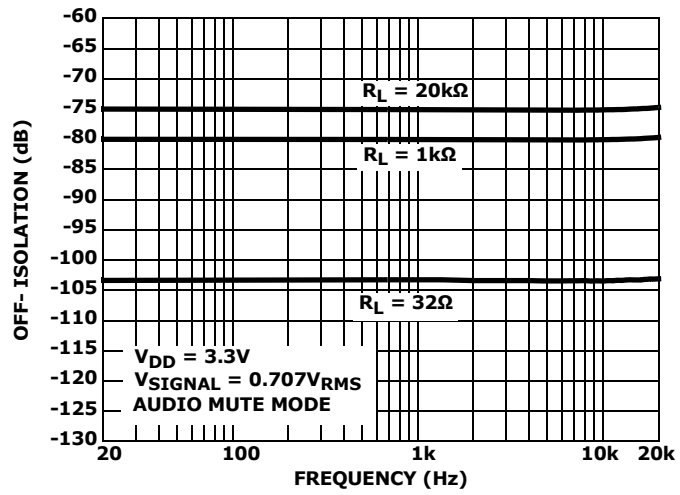 -60
-65
-70
-75
-80
-85
-90
-95
-100
-105
-110
-115
-120
-125
-130
OFF- ISOLATION (dB)
RL = 20kΩ
RL = 1kΩ
RL = 32Ω
VDD = 3.3V
VSIGNAL = 0.707VRMS
AUDIO MUTE MODE
20 100 1k 10k 20k
FREQUENCY (Hz)